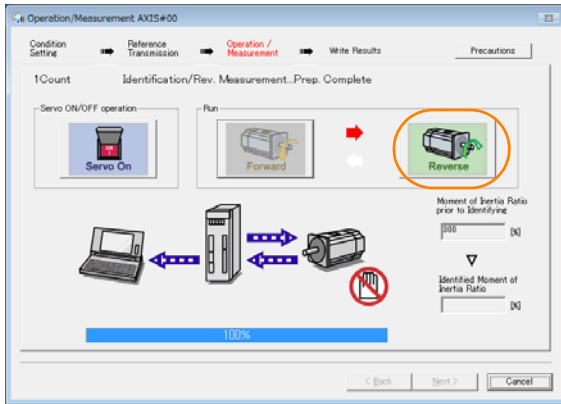 Operation/Measurement AXIS#00
Condition Setting
Reference Transmission
Operation / Measurement
Write Results
Precautions
1Count
Identification/Rev. Measurement...Prep. Complete
Servo ON/OFF operation
Run
Servo On
Forward
Reverse
Moment of Inertia Ratio
prior to Identifying
300
[%]
Identified Moment of
Inertia Ratio
[%]
100%
< Back
Next >
Cancel